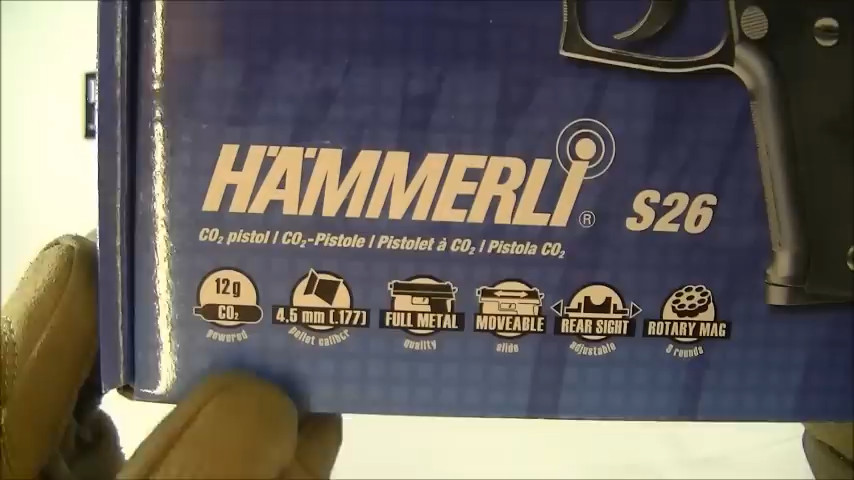 HÄMMERLI ® S26
CO₂ pistol / CO₂-Pistole / Pistolet à CO₂ / Pistola CO₂
12g CO₂ powered
4,5 mm (.177) pellet calibcr
FULL METAL quality
MOVEABLE slide
REAR SIGHT adjustable
ROTARY MAG 8 rounds